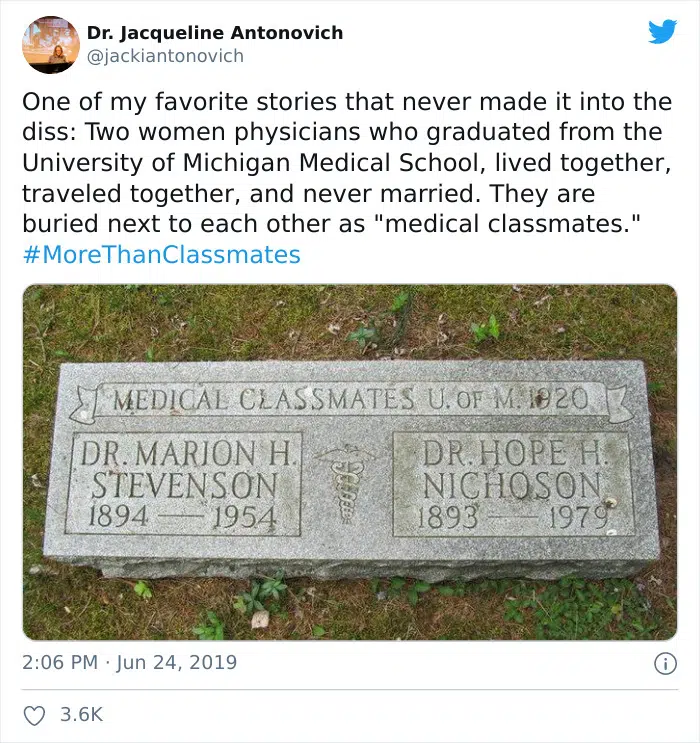 Dr. Jacqueline Antonovich
@jackiantonovich
One of my favorite stories that never made it into the
diss: Two women physicians who graduated from the
University of Michigan Medical School, lived together,
traveled together, and never married. They are
buried next to each other as "medical classmates."
#MoreThanClassmates
MEDICAL CLASSMATES U. OF M. 1920
DR. MARION H.
STEVENSON
1894 — 1954
DR. HOPE H.
NICHOSON
1893 — 1979
2:06 PM · Jun 24, 2019
3.6K